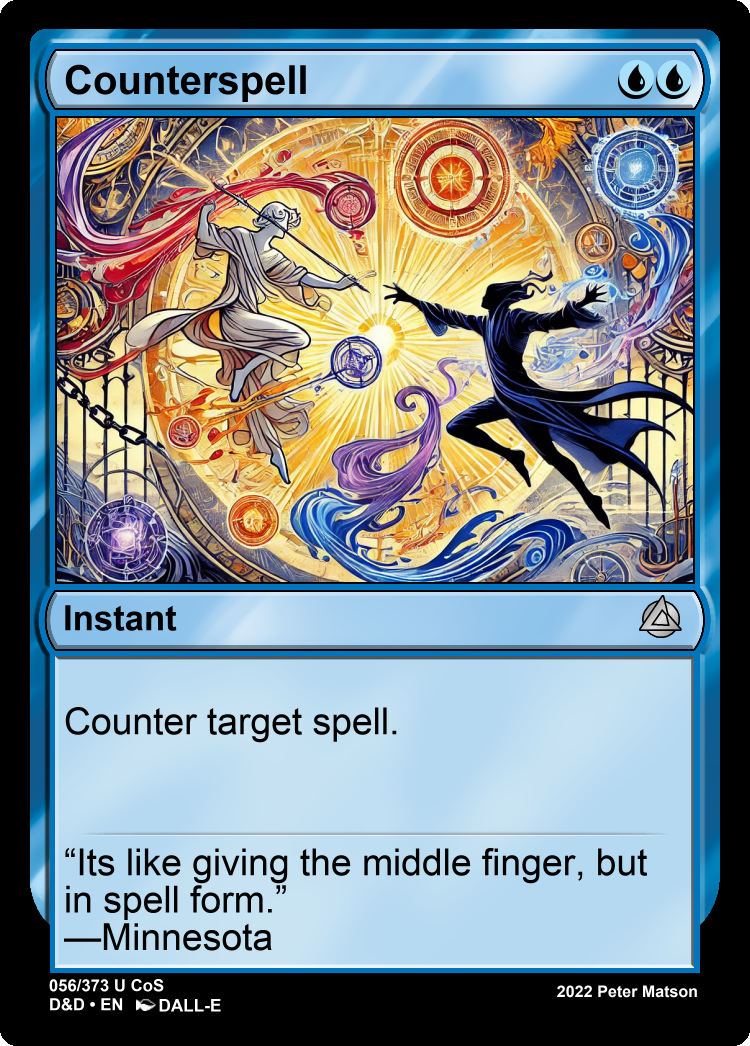 Counterspell
Instant
Counter target spell.
“Its like giving the middle finger, but
in spell form.”
—Minnesota
056/373 U CoS
D&D • EN DALL-E
2022 Peter Matson